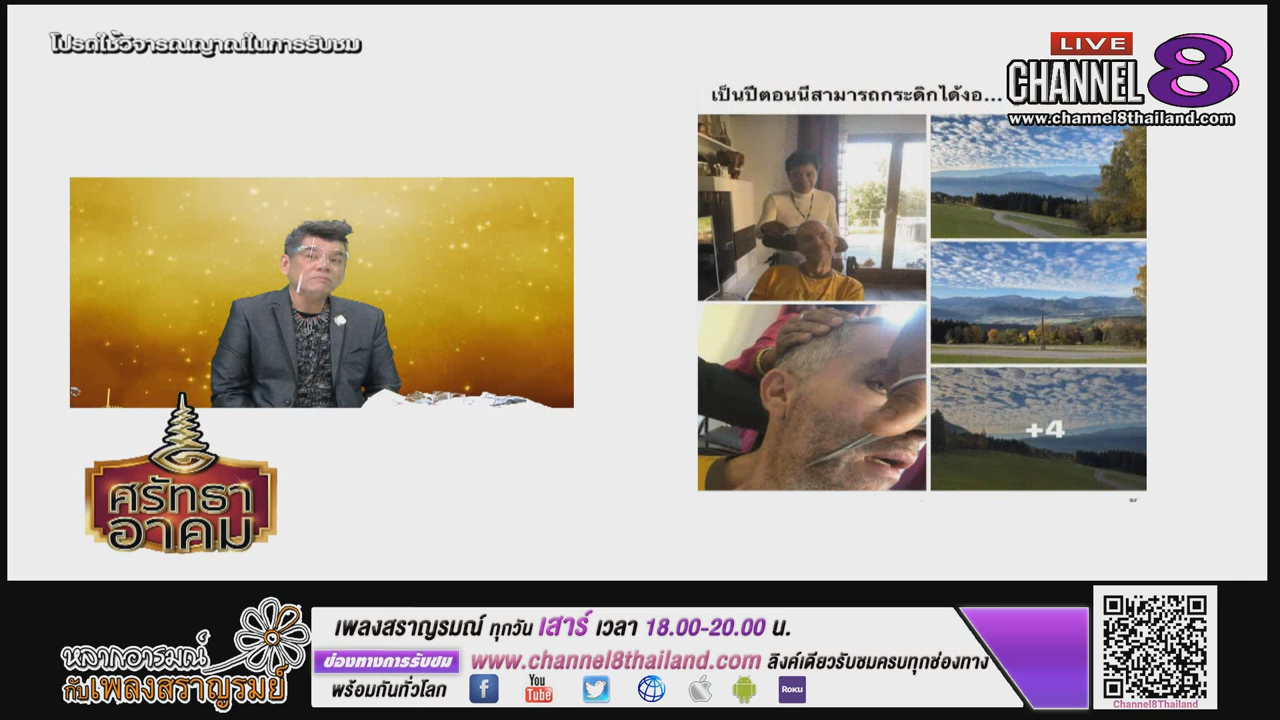 โปรดใช้วิจารณญาณในการรับชม
LIVE
CHANNEL 8
www.channel8thailand.com
เป็นปีตอนนี้สามารถกระดิกได้งอ...
+4
ศรัทธา
อาคม
หลากอารมณ์
กับเพลงสราญรมย์
เพลงสราญรมณ์ ทุกวัน เสาร์ เวลา 18.00-20.00 น.
ช่องทางการรับชม www.channel8thailand.com ลิงค์เดียวรับชมครบทุกช่องทาง
พร้อมกันทั่วโลก
You
Tube
Roku
Channel8Thailand